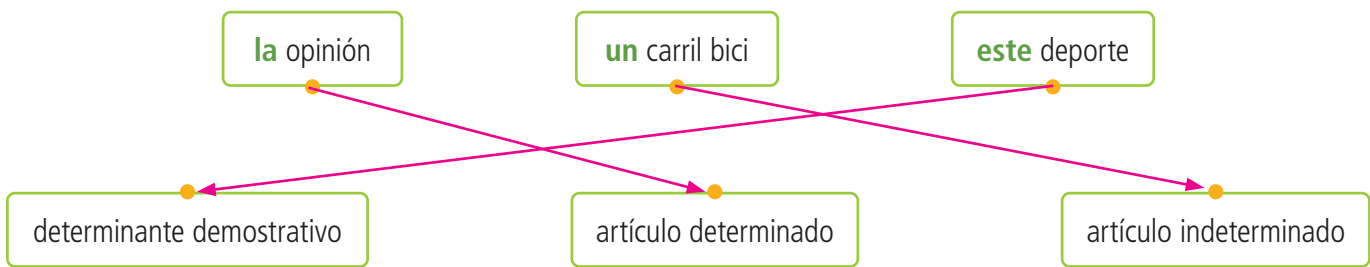 la opinión
un carril bici
este deporte
determinante demostrativo
artículo determinado
artículo indeterminado